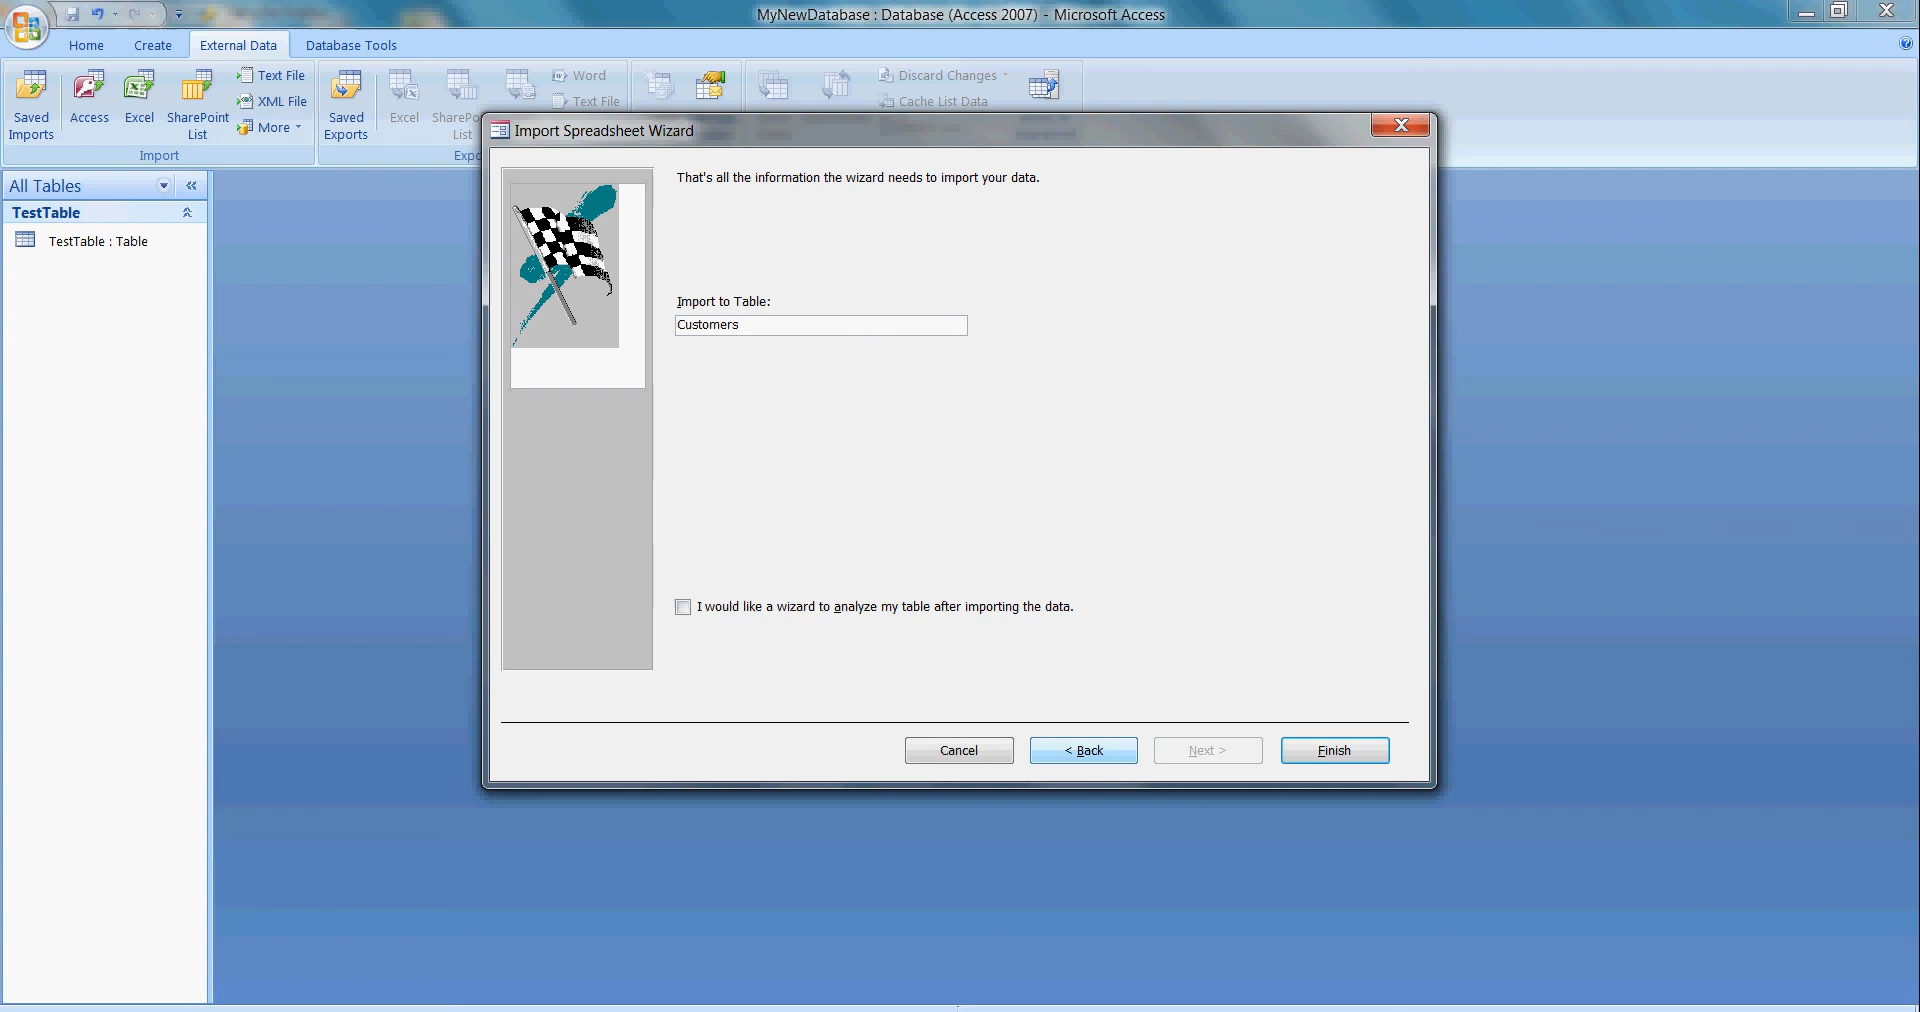 MyNewDatabase : Database (Access 2007) - Microsoft Access
Home Create External Data Database Tools
Saved Imports
Access
Excel
SharePoint List
Text File
XML File
More
Import
Saved Exports
Excel
SharePo
List
Word
Text File
Expo
Discard Changes
Cache List Data
All Tables
TestTable
TestTable : Table
Import Spreadsheet Wizard
That's all the information the wizard needs to import your data.
Import to Table:
Customers
I would like a wizard to analyze my table after importing the data.
Cancel < Back Next > Finish